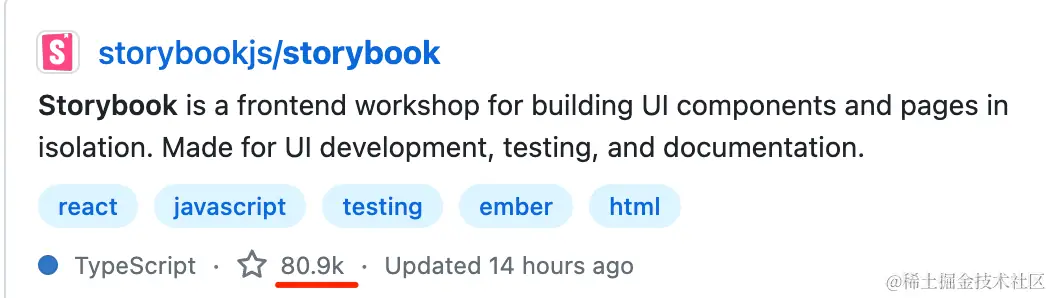 S storybookjs/storybook
Storybook is a frontend workshop for building UI components and pages in
isolation. Made for UI development, testing, and documentation.
react javascript testing ember html
TypeScript · 80.9k · Updated 14 hours ago
@稀土掘金技术社区